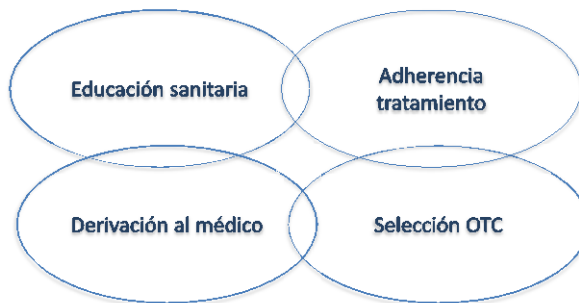 Educación sanitaria
Adherencia
tratamiento
Derivación al médico
Selección OTC